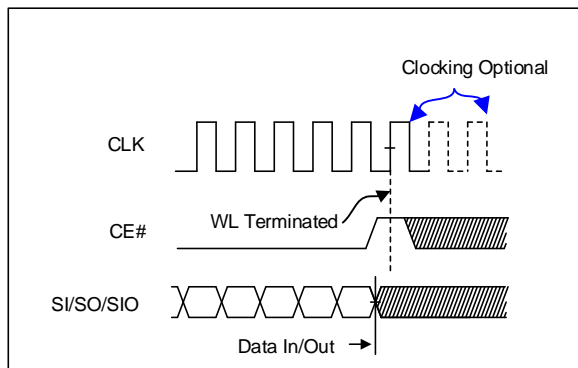 Clocking Optional
CLK
WL Terminated
CE#
SI/SO/SIO
Data In/Out